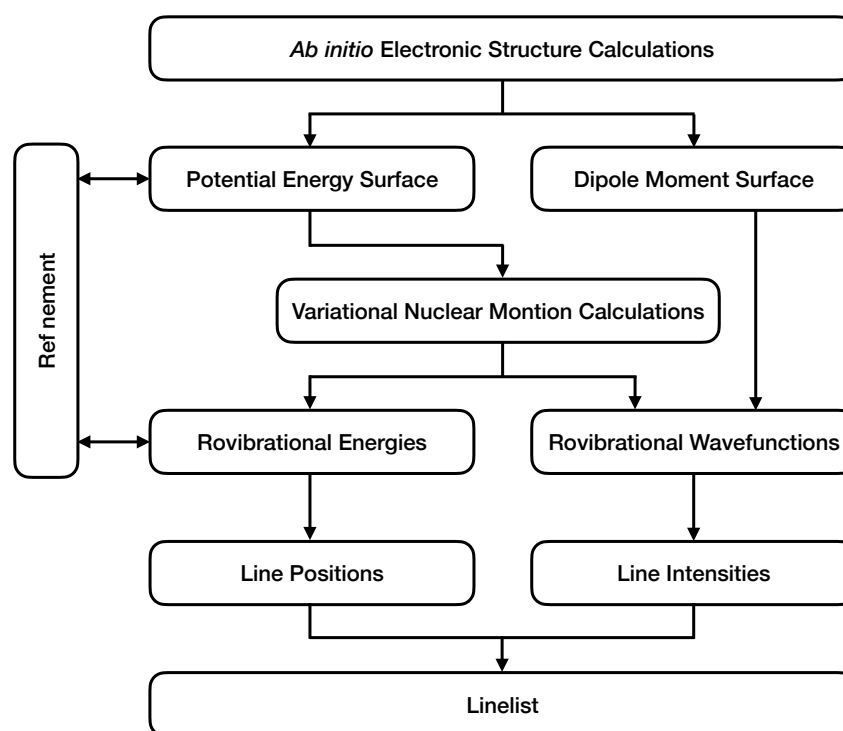 Ab initio Electronic Structure Calculations
Potential Energy Surface
Dipole Moment Surface
Ref nement
Variational Nuclear Montion Calculations
Rovibrational Energies
Rovibrational Wavefunctions
Line Positions
Line Intensities
Linelist